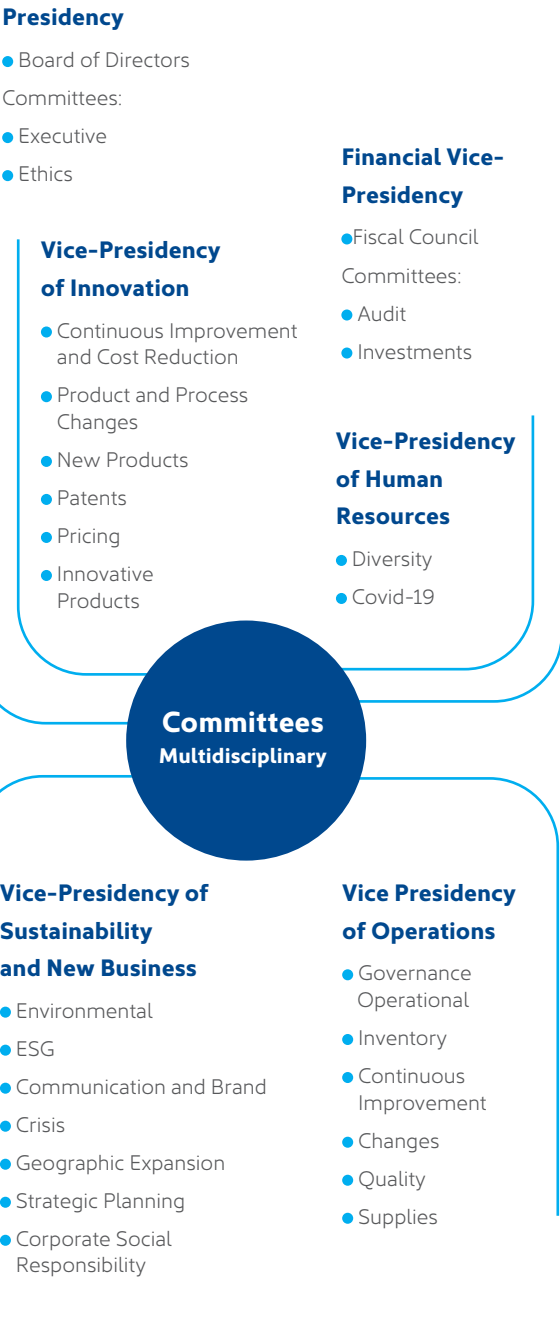 Presidency
Board of Directors
Committees:
Executive
Ethics
Financial Vice-
Presidency
Fiscal Council
Committees:
Audit
Investments
Vice-Presidency
of Innovation
Continuous Improvement
and Cost Reduction
Product and Process
Changes
New Products
Patents
Pricing
Innovative
Products
Vice-Presidency
of Human
Resources
Diversity
Covid-19
Committees
Multidisciplinary
Vice-Presidency of
Sustainability
and New Business
Environmental
ESG
Communication and Brand
Crisis
Geographic Expansion
Strategic Planning
Corporate Social
Responsibility
Vice Presidency
of Operations
Governance
Operational
Inventory
Continuous
Improvement
Changes
Quality
Supplies